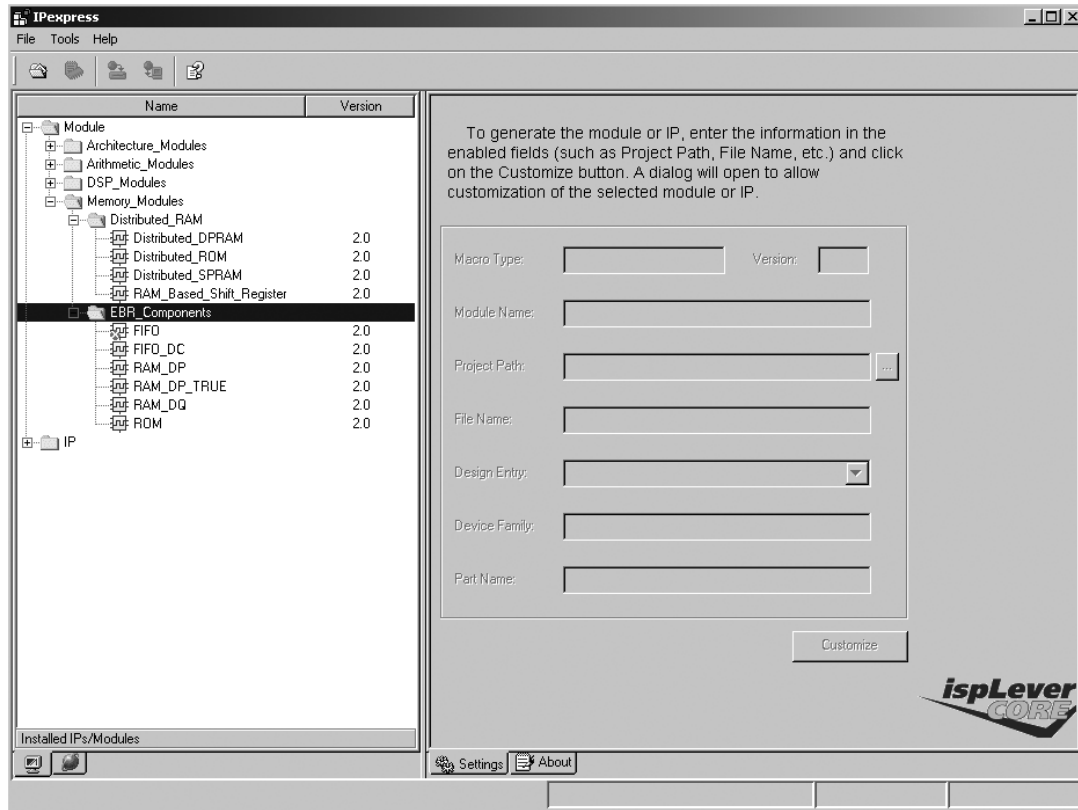 IPexpress
File Tools Help
Name Version
Module
Architecture_Modules
Arithmetic_Modules
DSP_Modules
Memory_Modules
Distributed_RAM
Distributed_DPRAM 2.0
Distributed_ROM 2.0
Distributed_SPRAM 2.0
RAM_Based_Shift_Register 2.0
EBR_Components
FIFO 2.0
FIFO_DC 2.0
RAM_DP 2.0
RAM_DP_TRUE 2.0
RAM_DQ 2.0
ROM 2.0
IP
Installed IPs/Modules
To generate the module or IP, enter the information in the
enabled fields (such as Project Path, File Name, etc.) and click
on the Customize button. A dialog will open to allow
customization of the selected module or IP.
Macro Type: Version:
Module Name:
Project Path: ...
File Name:
Design Entry:
Device Family:
Part Name:
Customize
ispLever
CORE
Settings About